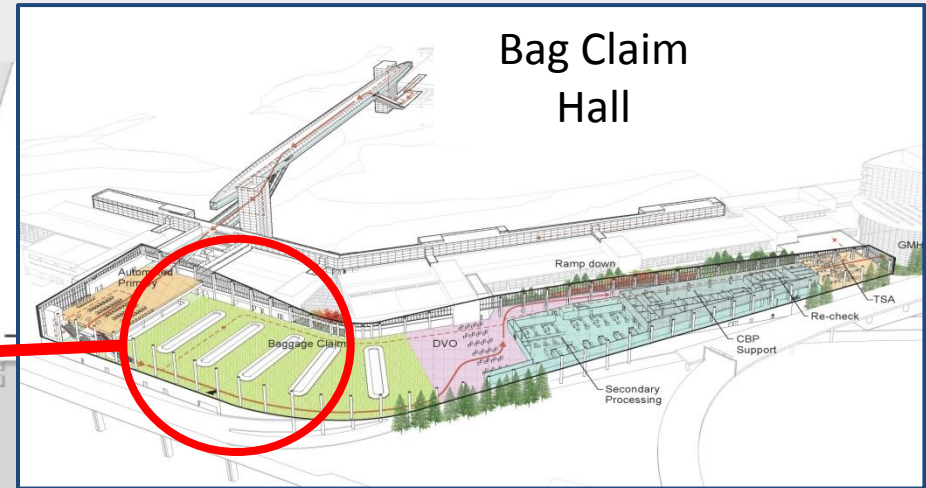 Bag Claim
Hall
GMH
Ramp down
Automated
Primary
TSA
Re-check
Baggage Claim
DVO
CBP
Support
Secondary
Processing